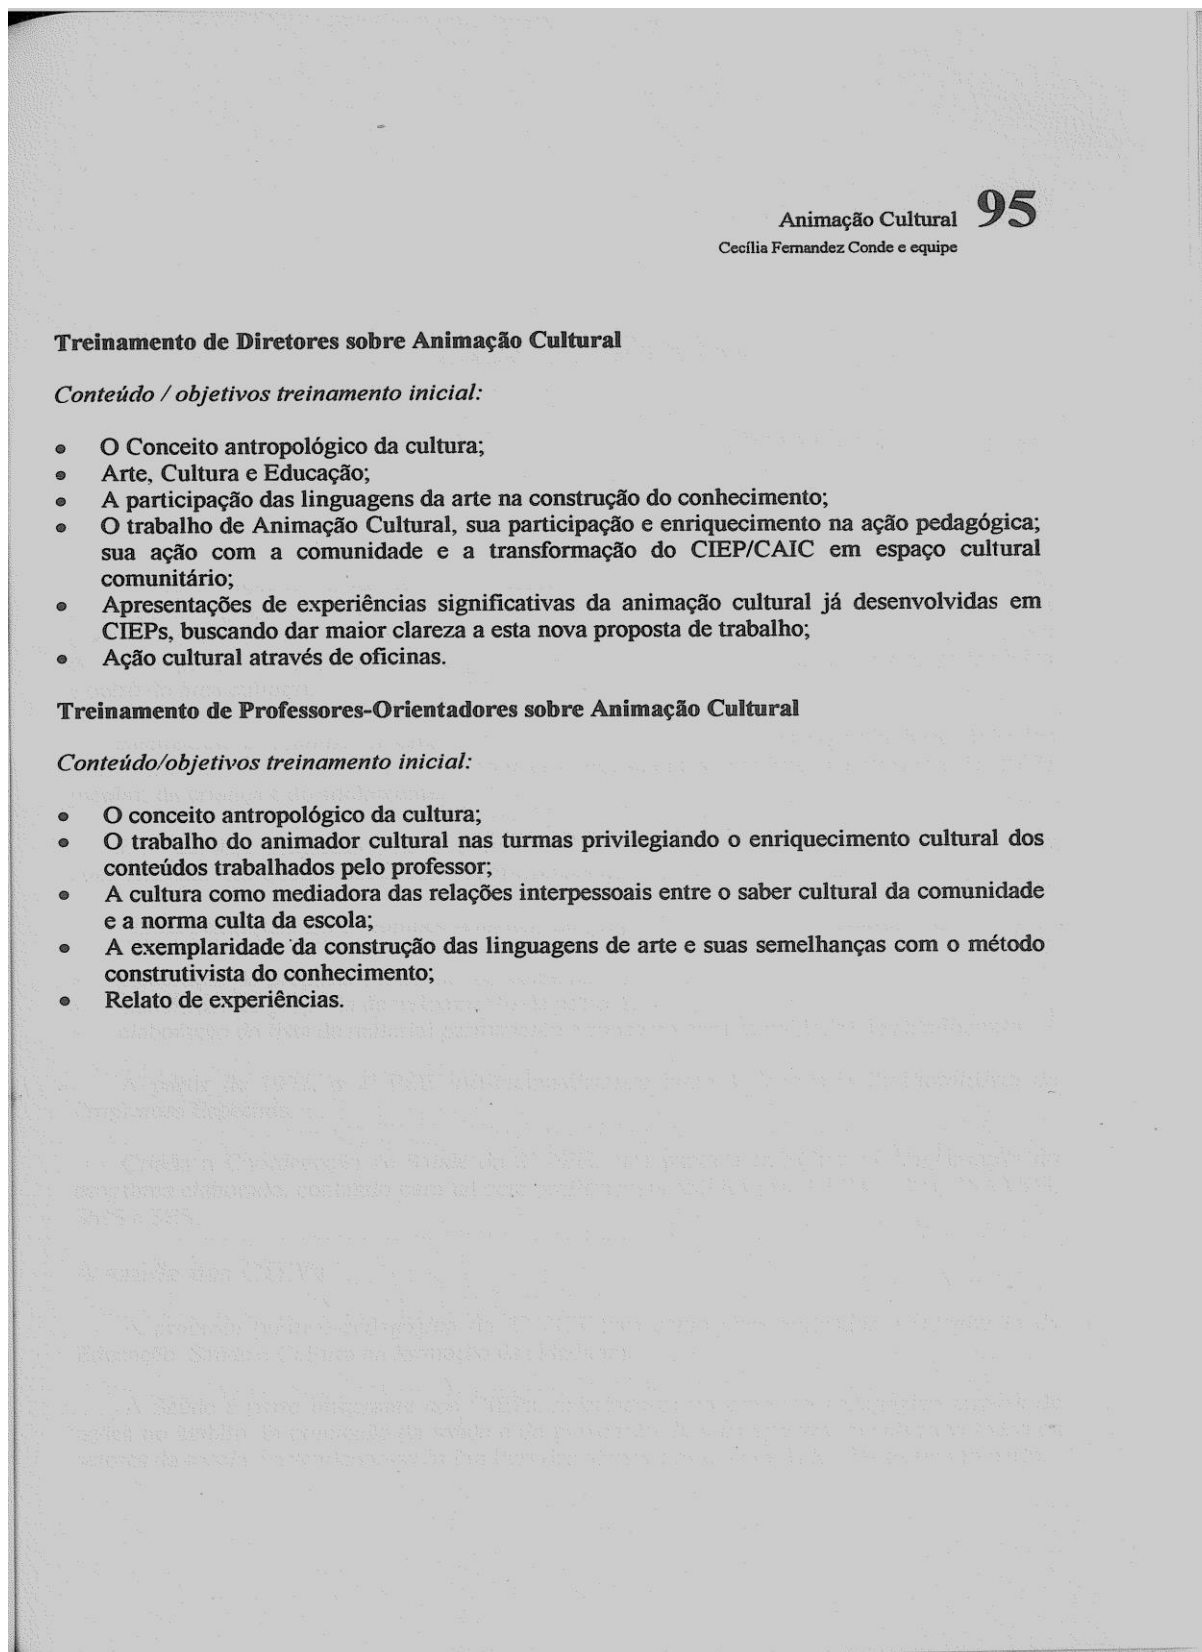 Animação Cultural 95
Cecília Fernandez Conde e equipe
Treinamento de Diretores sobre Animação Cultural
Conteúdo / objetivos treinamento inicial:
• O Conceito antropológico da cultura;
• Arte, Cultura e Educação;
• A participação das linguagens da arte na construção do conhecimento;
• O trabalho de Animação Cultural, sua participação e enriquecimento na ação pedagógica;
sua ação com a comunidade e a transformação do CIEP/CAIC em espaço cultural
comunitário;
• Apresentações de experiências significativas da animação cultural já desenvolvidas em
CIEPs, buscando dar maior clareza a esta nova proposta de trabalho;
• Ação cultural através de oficinas.
Treinamento de Professores-Orientadores sobre Animação Cultural
Conteúdo/objetivos treinamento inicial:
• O conceito antropológico da cultura;
• O trabalho do animador cultural nas turmas privilegiando o enriquecimento cultural dos
conteúdos trabalhados pelo professor;
• A cultura como mediadora das relações interpessoais entre o saber cultural da comunidade
e a norma culta da escola;
• A exemplaridade da construção das linguagens de arte e suas semelhanças com o método
construtivista do conhecimento;
• Relato de experiências.